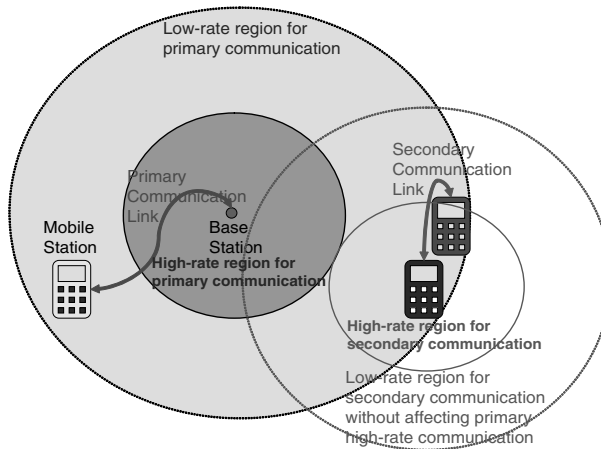 Low-rate region for
primary communication
Secondary
Communication
Link
Primary
Communication
Link
Mobile
Station
Base
Station
High-rate region for
primary communication
High-rate region for
secondary communication
Low-rate region for
secondary communication
without affecting primary
high-rate communication